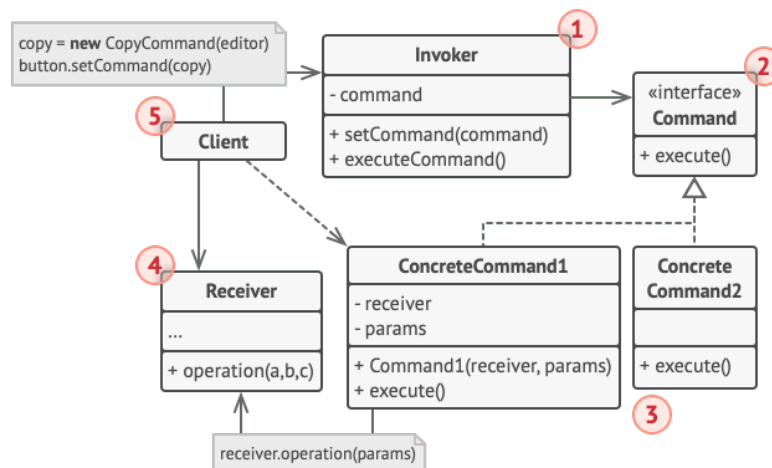 copy = new CopyCommand(editor)
button.setCommand(copy)
1
Invoker
- command
+ setCommand(command)
+ executeCommand()
2
«interface»
Command
+ execute()
5
Client
4
Receiver
...
+ operation(a,b,c)
ConcreteCommand1
- receiver
- params
+ Command1(receiver, params)
+ execute()
Concrete
Command2
+ execute()
3
receiver.operation(params)